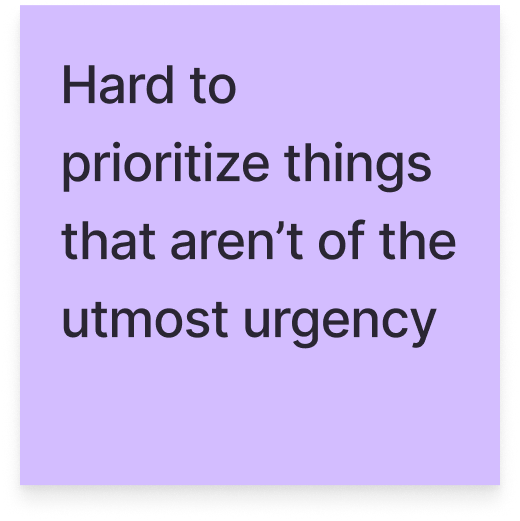 Hard to
prioritize things
that aren’t of the
utmost urgency